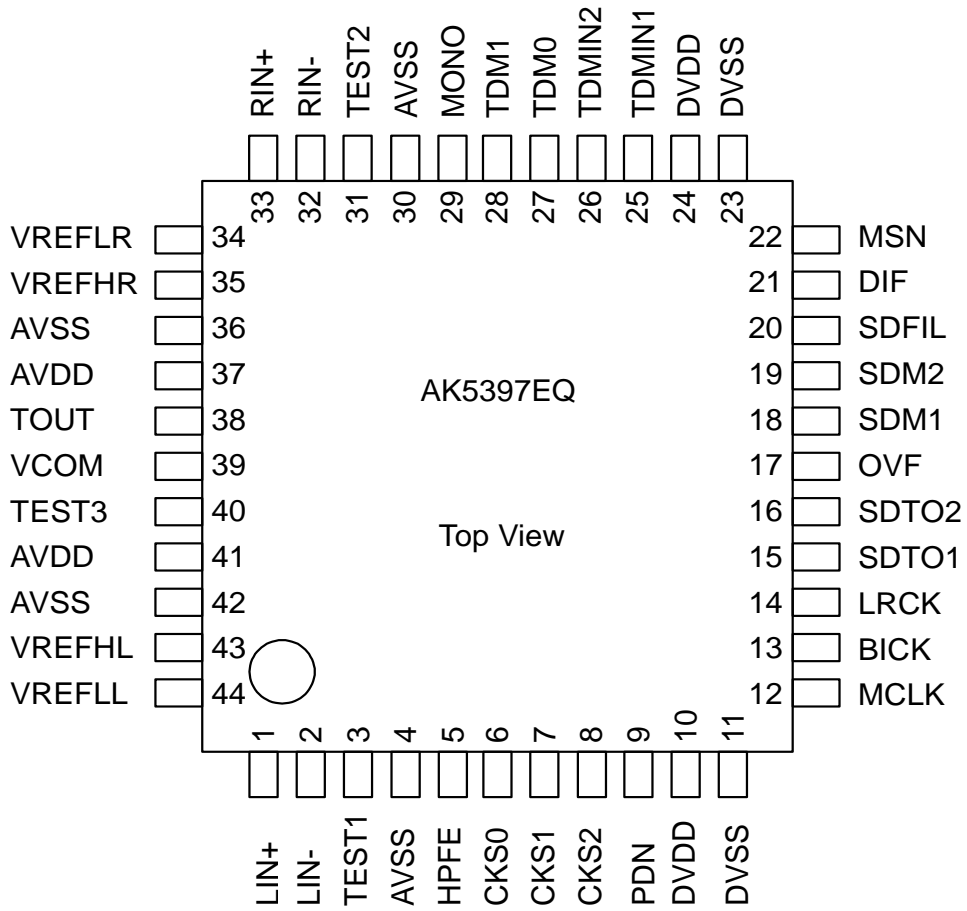 RIN+
RIN-
TEST2
AVSS
MONO
TDM1
TDM0
TDMIN2
TDMIN1
DVDD
DVSS
33
32
31
30
29
28
27
26
25
24
23
VREFLR 34
VREFHR 35
AVSS 36
AVDD 37
TOUT 38
VCOM 39
TEST3 40
AVDD 41
AVSS 42
VREFHL 43
VREFLL 44
AK5397EQ
Top View
22 MSN
21 DIF
20 SDFIL
19 SDM2
18 SDM1
17 OVF
16 SDTO2
15 SDTO1
14 LRCK
13 BICK
12 MCLK
1
2
3
4
5
6
7
8
9
10
11
LIN+
LIN-
TEST1
AVSS
HPFE
CKS0
CKS1
CKS2
PDN
DVDD
DVSS